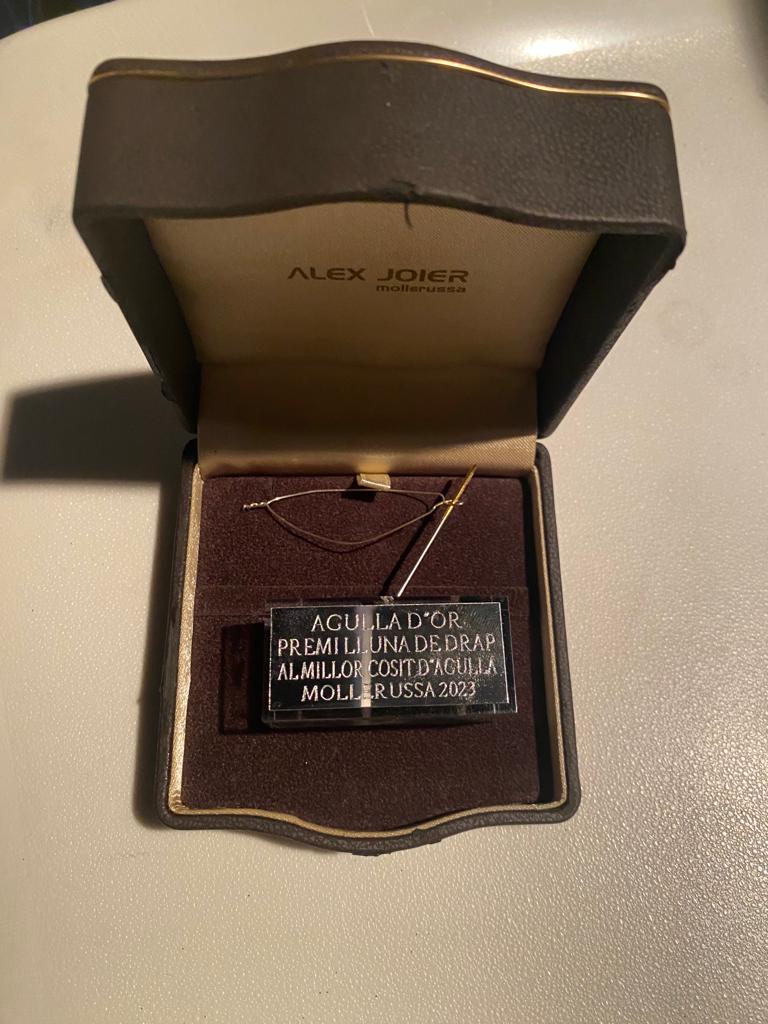 ALEX JOIER
mollerussa
AGULLA D"OR
PREMI LLUNA DE DRAP
AL MILLOR COSIT D"AGULLA
MOLLERUSSA 2023